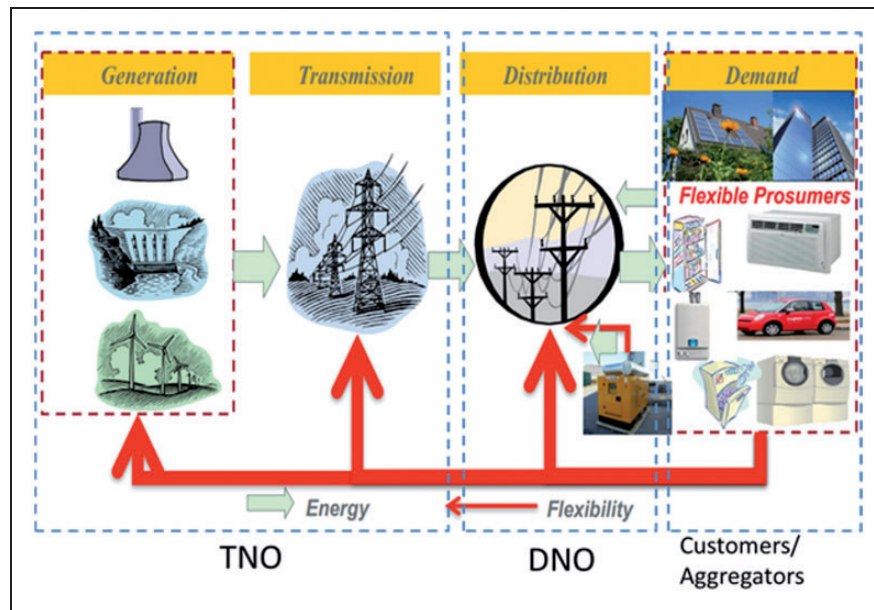 Generation
Transmission
Distribution
Demand
Flexible Prosumers
Energy
Flexibility
TNO
DNO
Customers/
Aggregators